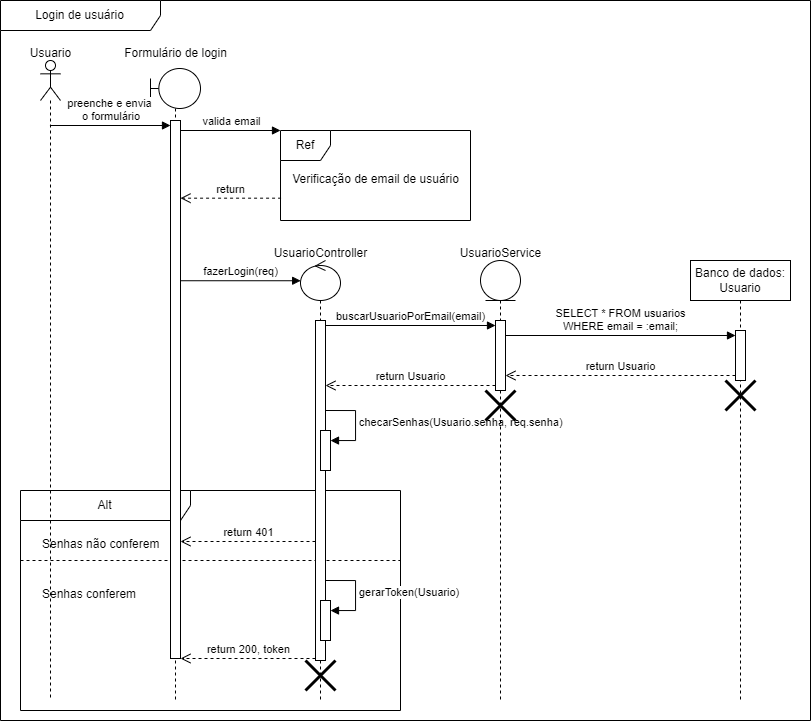 Login de usuário
Usuario
Formulário de login
preenche e envia
o formulário
valida email
Ref
Verificação de email de usuário
return
UsuarioController
UsuarioService
Banco de dados:
Usuario
fazerLogin(req)
buscarUsuarioPorEmail(email)
SELECT * FROM usuarios
WHERE email = :email;
return Usuario
return Usuario
checarSenhas(Usuario.senha, req.senha)
Alt
return 401
Senhas não conferem
Senhas conferem
gerarToken(Usuario)
return 200, token